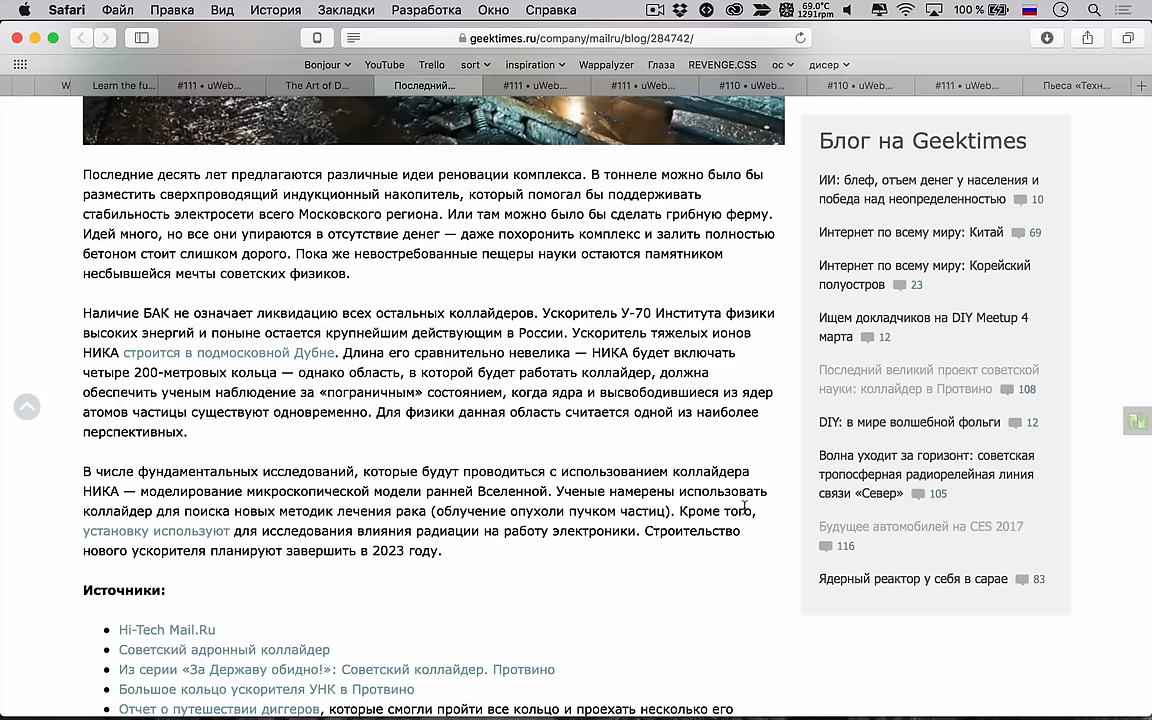 Safari Файл Правка Вид История Закладки Разработка Окно Справка 69.0°C 1291rpm 100 %
geektimes.ru/company/mailru/blog/284742/
Bonjour YouTube Trello sort inspiration Wappalyzer Глаза REVENGE.CSS ос дисер
W Learn the fu... #111 • uWeb... The Art of D... Последний... #111 • uWeb... #111 • uWeb... #110 • uWeb... #110 • uWeb... #111 • uWeb... Пьеса «Техн...
Последние десять лет предлагаются различные идеи реновации комплекса. В тоннеле можно было бы
разместить сверхпроводящий индукционный накопитель, который помогал бы поддерживать
стабильность электросети всего Московского региона. Или там можно было бы сделать грибную ферму.
Идей много, но все они упираются в отсутствие денег — даже похоронить комплекс и залить полностью
бетоном стоит слишком дорого. Пока же невостребованные пещеры науки остаются памятником
несбывшейся мечты советских физиков.
Наличие БАК не означает ликвидацию всех остальных коллайдеров. Ускоритель У-70 Института физики
высоких энергий и поныне остается крупнейшим действующим в России. Ускоритель тяжелых ионов
НИКА строится в подмосковной Дубне. Длина его сравнительно невелика — НИКА будет включать
четыре 200-метровых кольца — однако область, в которой будет работать коллайдер, должна
обеспечить ученым наблюдение за «пограничным» состоянием, когда ядра и высвободившиеся из ядер
атомов частицы существуют одновременно. Для физики данная область считается одной из наиболее
перспективных.
В числе фундаментальных исследований, которые будут проводиться с использованием коллайдера
НИКА — моделирование микроскопической модели ранней Вселенной. Ученые намерены использовать
коллайдер для поиска новых методик лечения рака (облучение опухоли пучком частиц). Кроме того,
установку используют для исследования влияния радиации на работу электроники. Строительство
нового ускорителя планируют завершить в 2023 году.
Источники:
Hi-Tech Mail.Ru
Советский адронный коллайдер
Из серии «За Державу обидно!»: Советский коллайдер. Протвино
Большое кольцо ускорителя УНК в Протвино
Отчет о путешествии диггеров, которые смогли пройти все кольцо и проехать несколько его
Блог на Geektimes
ИИ: блеф, отъем денег у населения и
победа над неопределенностью 10
Интернет по всему миру: Китай 69
Интернет по всему миру: Корейский
полуостров 23
Ищем докладчиков на DIY Meetup 4
марта 12
Последний великий проект советской
науки: коллайдер в Протвино 108
DIY: в мире волшебной фольги 12
Волна уходит за горизонт: советская
тропосферная радиорелейная линия
связи «Север» 105
Будущее автомобилей на CES 2017
116
Ядерный реактор у себя в сарае 83